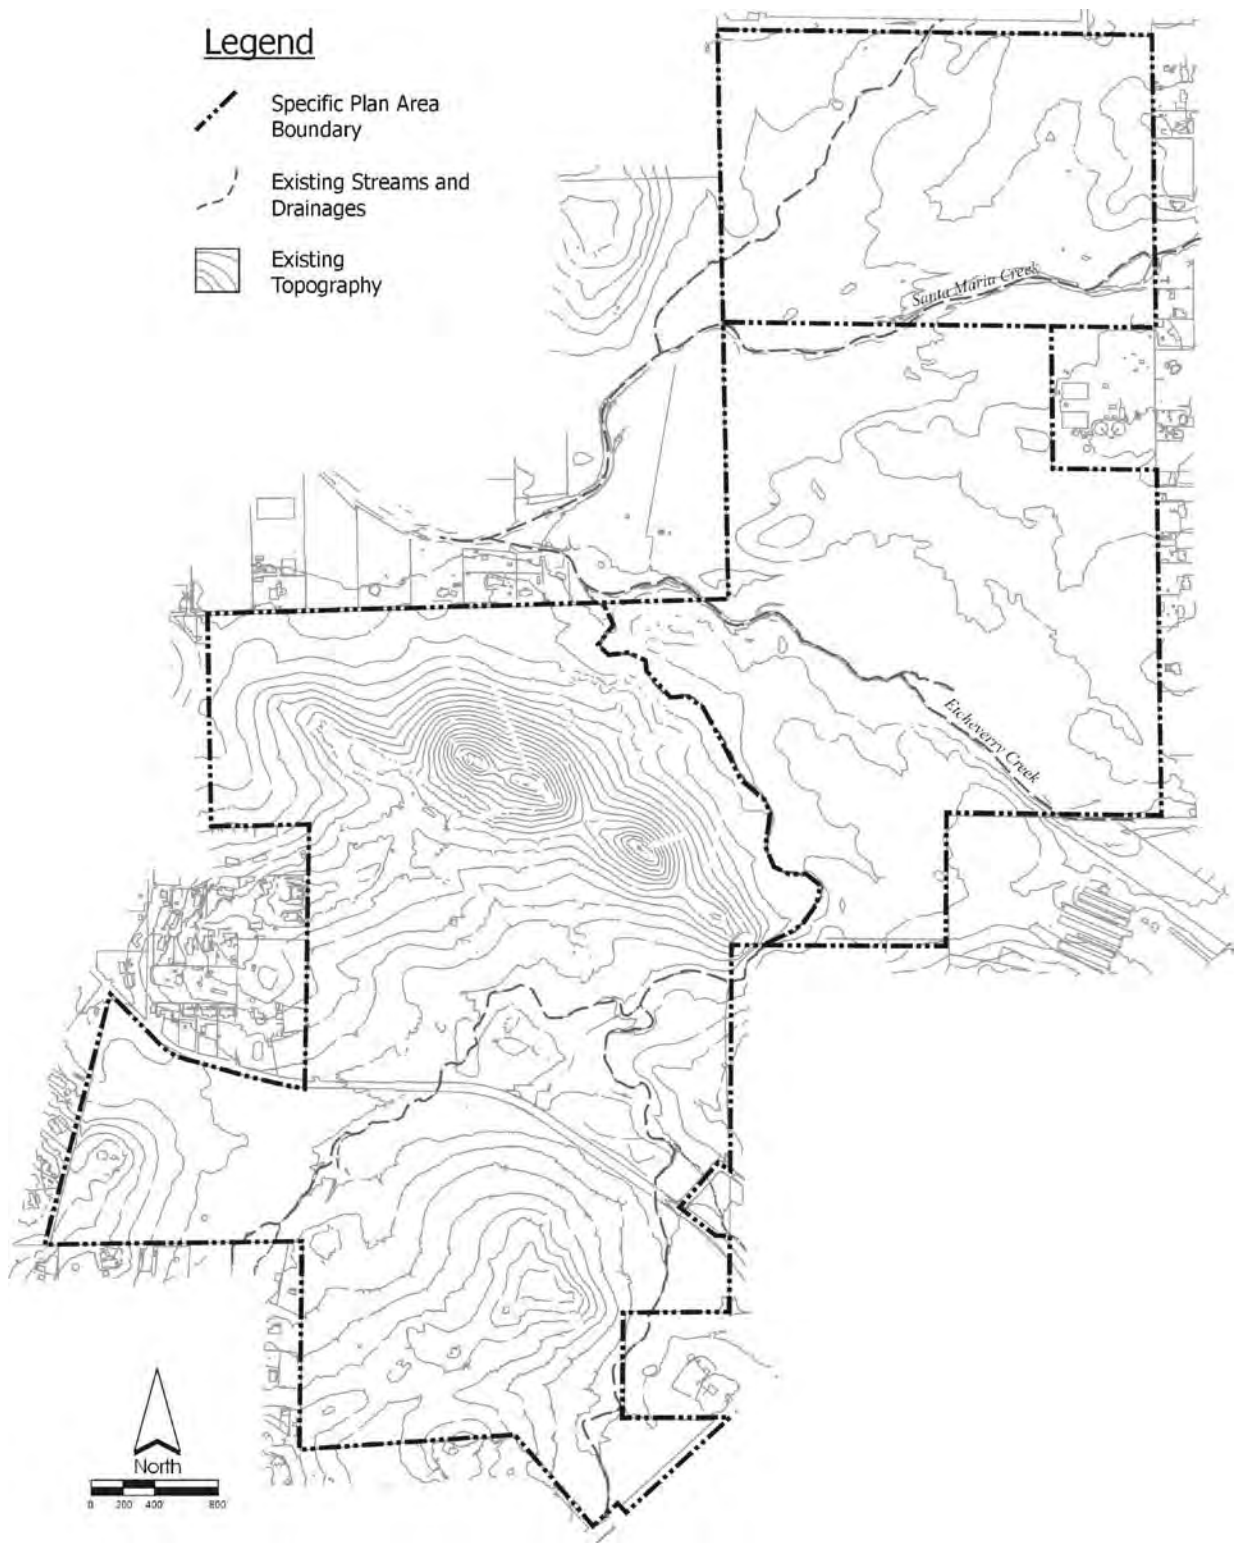 Legend
Specific Plan Area
Boundary
Existing Streams and
Drainages
Existing
Topography
Santa Maria Creek
Etcheverry Creek
North
0 200 400 800